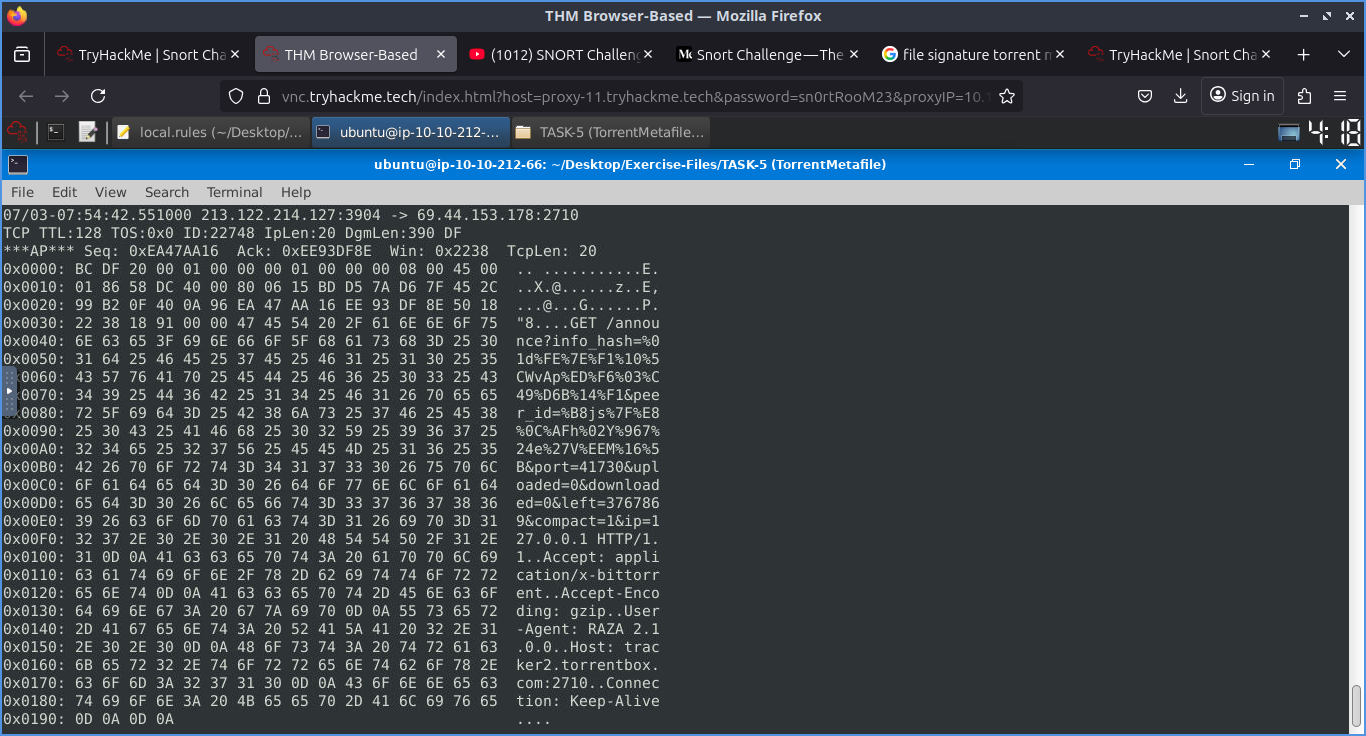 THM Browser-Based — Mozilla Firefox
TryHackMe | Snort Cha
THM Browser-Based
(1012) SNORT Challeng
Snort Challenge — The
file signature torrent m
TryHackMe | Snort Cha
vnc.tryhackme.tech/index.html?host=proxy-11.tryhackme.tech&password=sn0rtRooM23&proxyIP=10.1
Sign in
local.rules (~/Desktop/...
ubuntu@ip-10-10-212-...
TASK-5 (TorrentMetafile...
4:18
ubuntu@ip-10-10-212-66: ~/Desktop/Exercise-Files/TASK-5 (TorrentMetafile)
File Edit View Search Terminal Help
07/03-07:54:42.551000 213.122.214.127:3904 -> 69.44.153.178:2710
TCP TTL:128 TOS:0x0 ID:22748 IpLen:20 DgmLen:390 DF
***AP*** Seq: 0xEA47AA16  Ack: 0xEE93DF8E  Win: 0x2238  TcpLen: 20
0x0000: BC DF 20 00 01 00 00 00 01 00 00 00 08 00 45 00  .. ...........E.
0x0010: 01 86 58 DC 40 00 80 06 15 BD D5 7A D6 7F 45 2C  ..X.@......z..E,
0x0020: 99 B2 0F 40 0A 96 EA 47 AA 16 EE 93 DF 8E 50 18  ...@...G......P.
0x0030: 22 38 18 91 00 00 47 45 54 20 2F 61 6E 6E 6F 75  "8....GET /annou
0x0040: 6E 63 65 3F 69 6E 66 6F 5F 68 61 73 68 3D 25 30  nce?info_hash=%0
0x0050: 31 64 25 46 45 25 37 45 25 46 31 25 31 30 25 35  1d%FE%7E%F1%10%5
x0060: 43 57 76 41 70 25 45 44 25 46 36 25 30 33 25 43  CWvAp%ED%F6%03%C
x0070: 34 39 25 44 36 42 25 31 34 25 46 31 26 70 65 65  49%D6B%14%F1&pee
x0080: 72 5F 69 64 3D 25 42 38 6A 73 25 37 46 25 45 38  r_id=%B8js%7F%E8
0x0090: 25 30 43 25 41 46 68 25 30 32 59 25 39 36 37 25  %0C%AFh%02Y%967%
0x00A0: 32 34 65 25 32 37 56 25 45 45 4D 25 31 36 25 35  24e%27V%EEM%16%5
0x00B0: 42 26 70 6F 72 74 3D 34 31 37 33 30 26 75 70 6C  B&port=41730&upl
0x00C0: 6F 61 64 65 64 3D 30 26 64 6F 77 6E 6C 6F 61 64  oaded=0&download
0x00D0: 65 64 3D 30 26 6C 65 66 74 3D 33 37 36 37 38 36  ed=0&left=376786
0x00E0: 39 26 63 6F 6D 70 61 63 74 3D 31 26 69 70 3D 31  9&compact=1&ip=1
0x00F0: 32 37 2E 30 2E 30 2E 31 20 48 54 54 50 2F 31 2E  27.0.0.1 HTTP/1.
0x0100: 31 0D 0A 41 63 63 65 70 74 3A 20 61 70 70 6C 69  1..Accept: appli
0x0110: 63 61 74 69 6F 6E 2F 78 2D 62 69 74 74 6F 72 72  cation/x-bittorr
0x0120: 65 6E 74 0D 0A 41 63 63 65 70 74 2D 45 6E 63 6F  ent..Accept-Enco
0x0130: 64 69 6E 67 3A 20 67 7A 69 70 0D 0A 55 73 65 72  ding: gzip..User
0x0140: 2D 41 67 65 6E 74 3A 20 52 41 5A 41 20 32 2E 31  -Agent: RAZA 2.1
0x0150: 2E 30 2E 30 0D 0A 48 6F 73 74 3A 20 74 72 61 63  .0.0..Host: trac
0x0160: 6B 65 72 32 2E 74 6F 72 72 65 6E 74 62 6F 78 2E  ker2.torrentbox.
0x0170: 63 6F 6D 3A 32 37 31 30 0D 0A 43 6F 6E 6E 65 63  com:2710..Connec
0x0180: 74 69 6F 6E 3A 20 4B 65 65 70 2D 41 6C 69 76 65  tion: Keep-Alive
0x0190: 0D 0A 0D 0A                                      ....